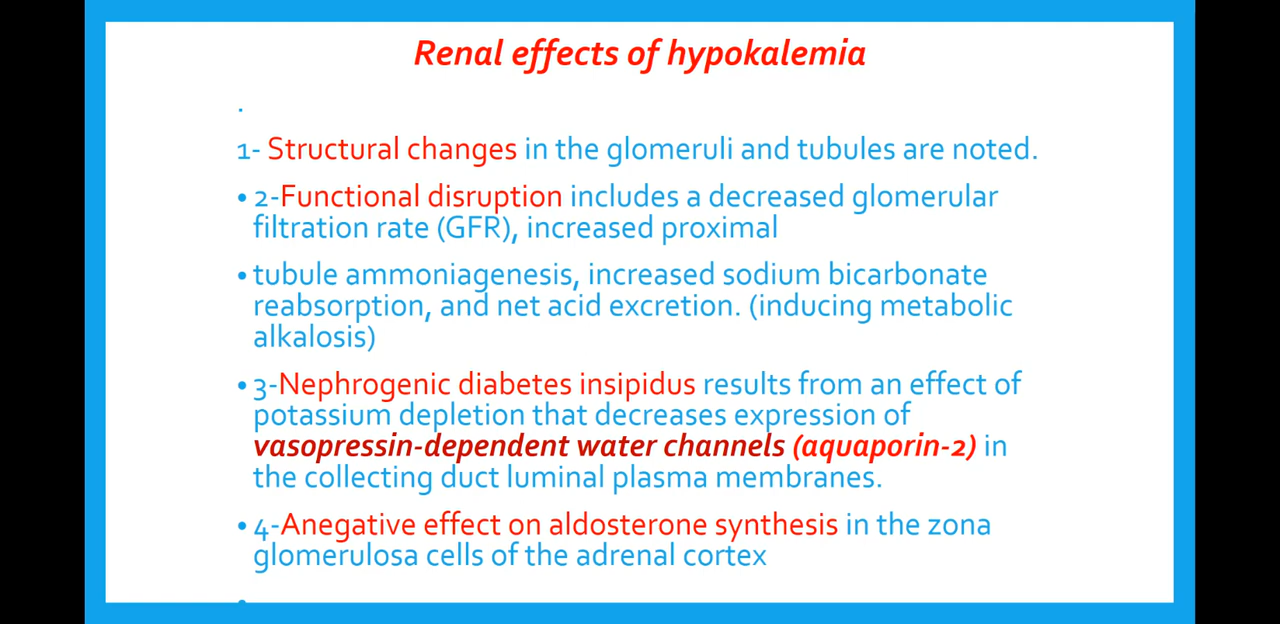 Renal effects of hypokalemia
.
1- Structural changes in the glomeruli and tubules are noted.
• 2-Functional disruption includes a decreased glomerular
filtration rate (GFR), increased proximal
• tubule ammoniagenesis, increased sodium bicarbonate
reabsorption, and net acid excretion. (inducing metabolic
alkalosis)
• 3-Nephrogenic diabetes insipidus results from an effect of
potassium depletion that decreases expression of
vasopressin-dependent water channels (aquaporin-2) in
the collecting duct luminal plasma membranes.
• 4-Anegative effect on aldosterone synthesis in the zona
glomerulosa cells of the adrenal cortex
•